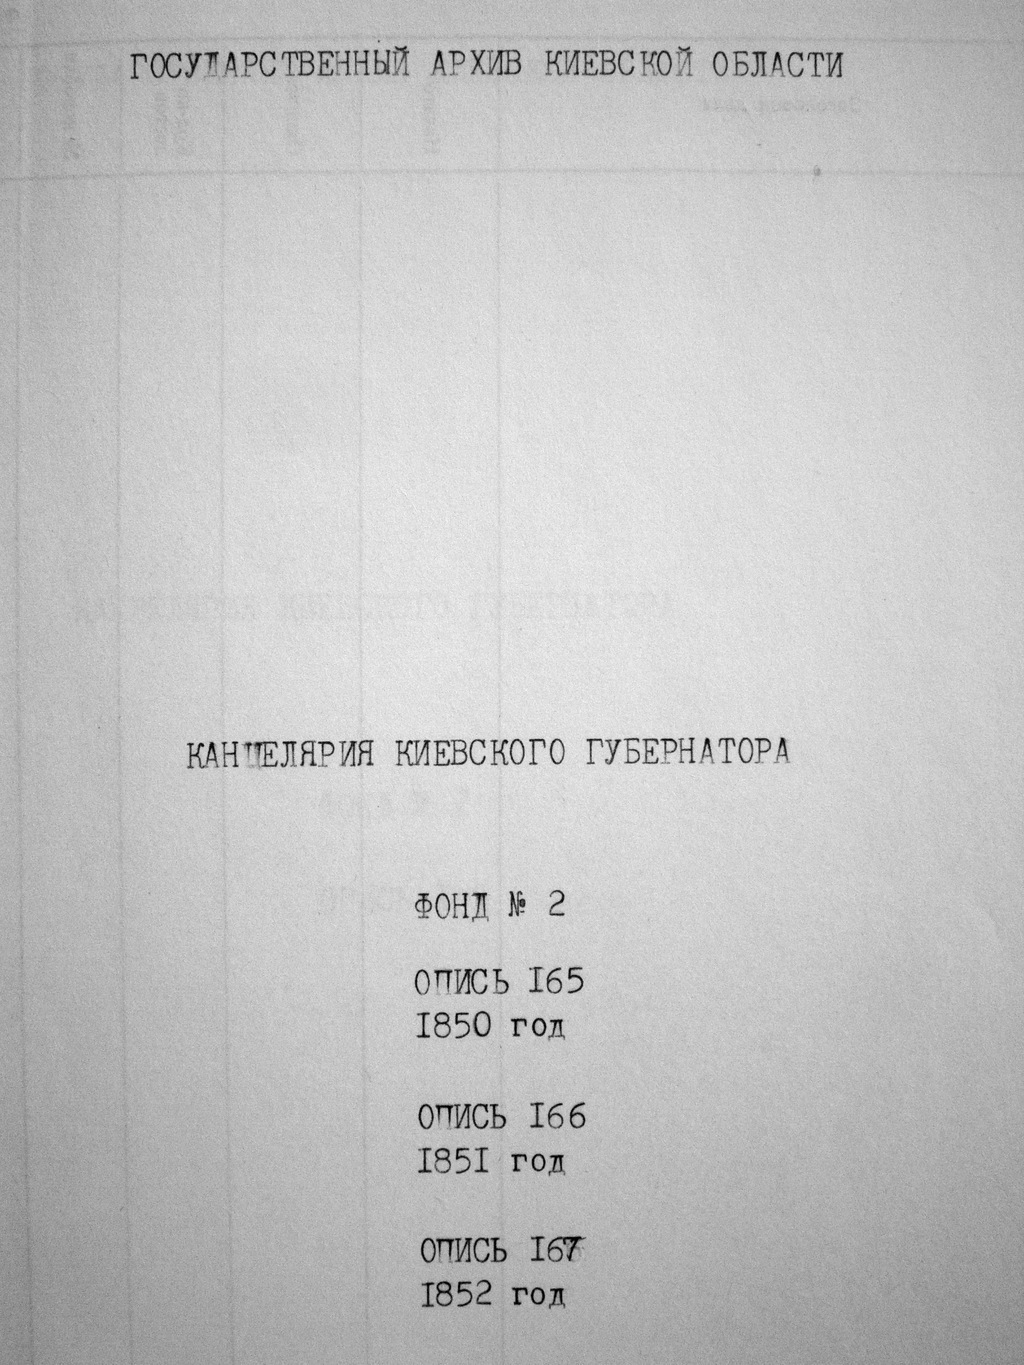 ГОСУДАРСТВЕННЫЙ АРХИВ КИЕВСКОЙ ОБЛАСТИ
КАНЦЕЛЯРИЯ КИЕВСКОГО ГУБЕРНАТОРА
ФОНД № 2
ОПИСЬ I65
I850 год
ОПИСЬ I66
I85I год
ОПИСЬ I67
I852 год